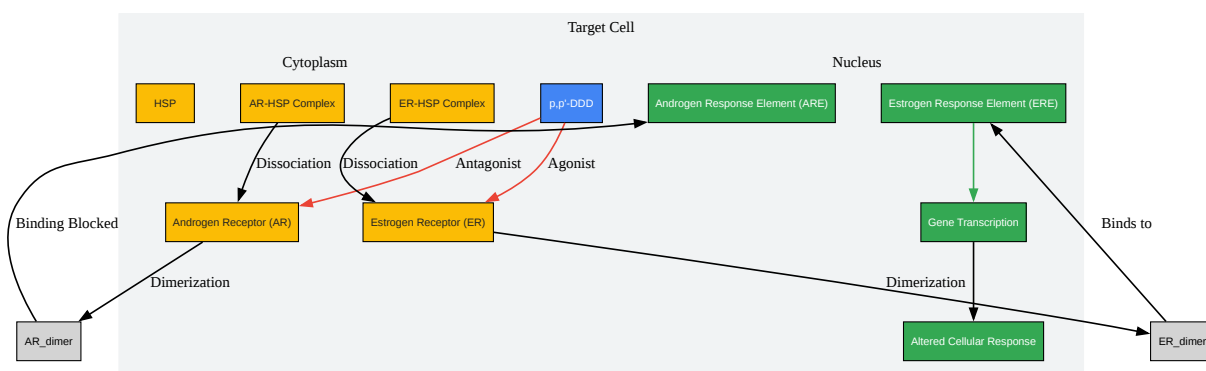 Target Cell
Cytoplasm
Nucleus
HSP
AR-HSP Complex
ER-HSP Complex
p,p'-DDD
Androgen Response Element (ARE)
Estrogen Response Element (ERE)
Dissociation
Dissociation
Antagonist
Agonist
Binding Blocked
Androgen Receptor (AR)
Estrogen Receptor (ER)
Gene Transcription
Binds to
Dimerization
Dimerization
AR_dimer
Altered Cellular Response
ER_dimer